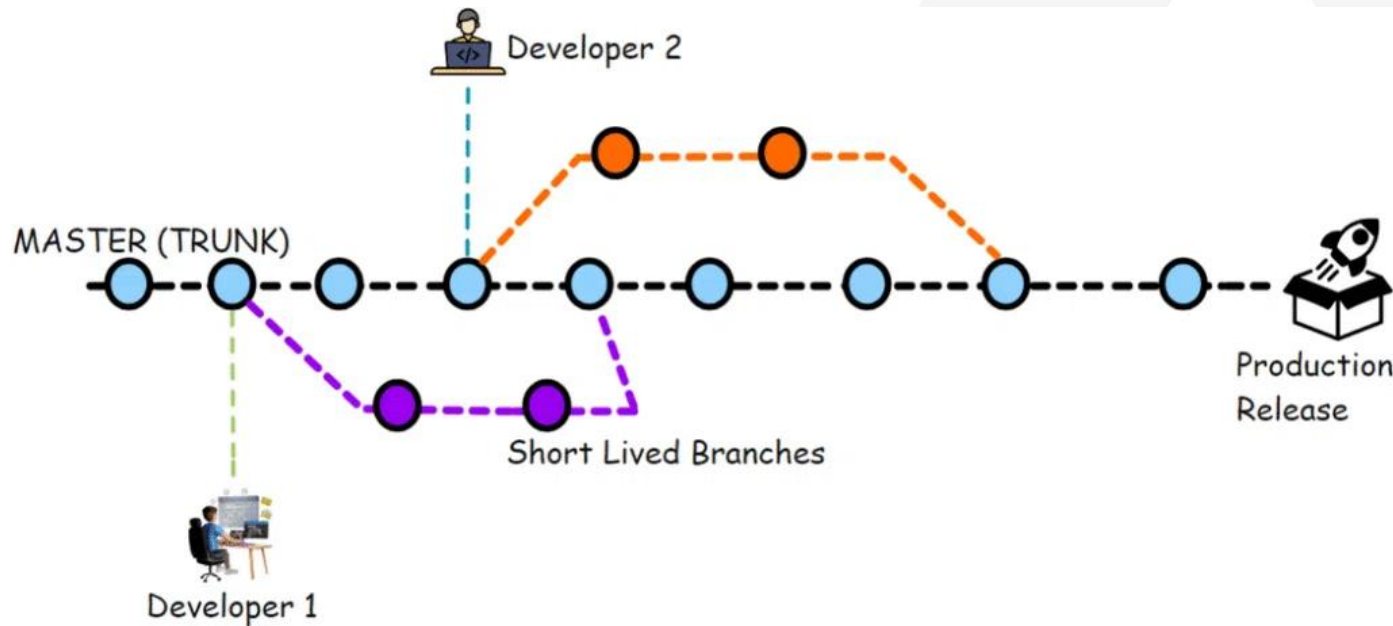 Developer 2
MASTER (TRUNK)
Production
Release
Short Lived Branches
Developer 1